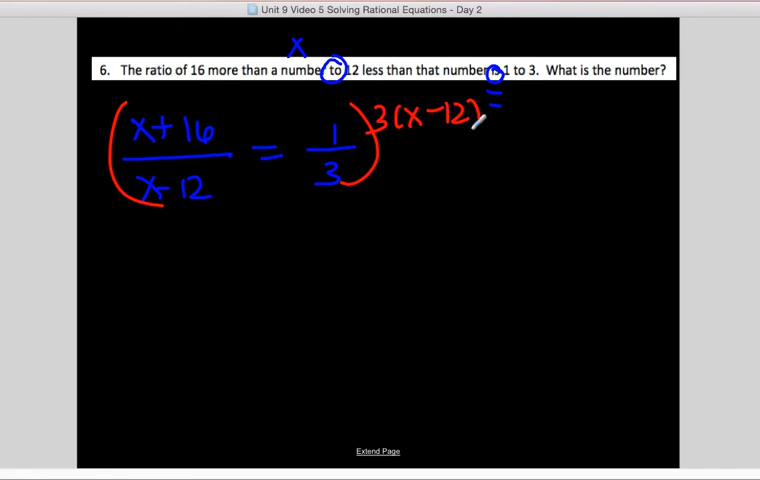 Unit 9 Video 5 Solving Rational Equations - Day 2
x
6. The ratio of 16 more than a number to 12 less than that number is 1 to 3. What is the number?
=
(x+16/x-12 = 1/3) 3(x-12)
Extend Page